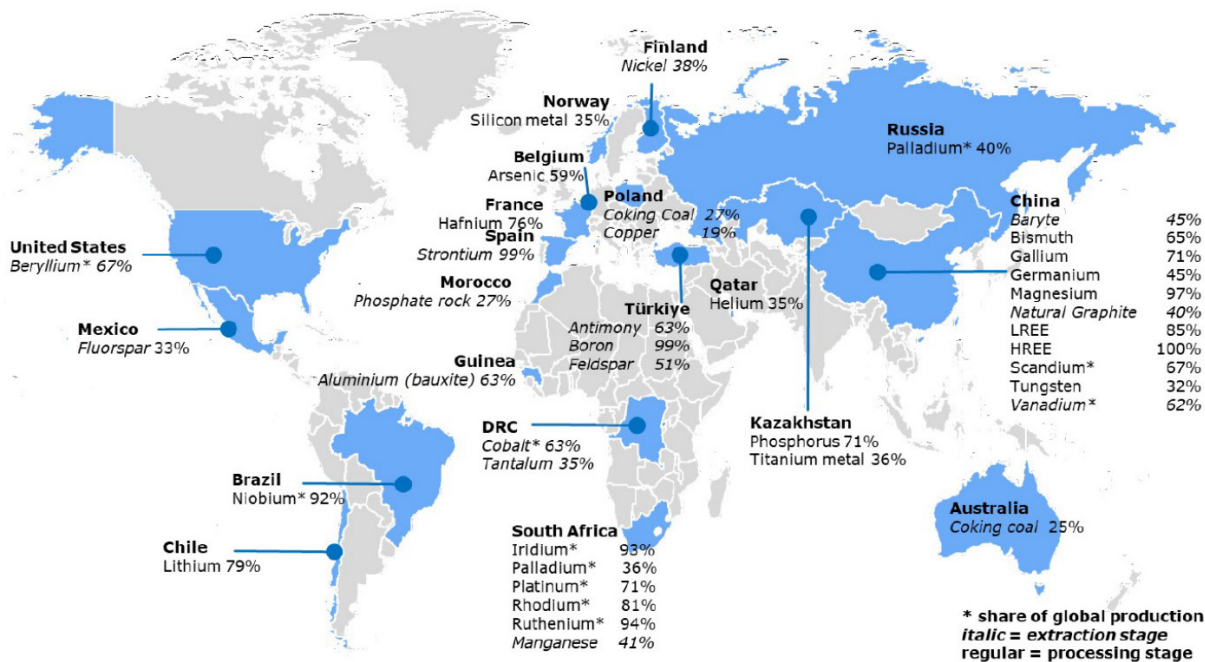 Finland
Nickel 38%
Norway
Silicon metal 35%
Russia
Palladium* 40%
Belgium
Arsenic 59%
Poland
Coking Coal 27%
Copper 19%
France
Hafnium 76%
Spain
Strontium 99%
China
Baryte 45%
Bismuth 65%
Gallium 71%
Germanium 45%
Magnesium 97%
Natural Graphite 40%
LREE 85%
HREE 100%
Scandium* 67%
Tungsten 32%
Vanadium* 62%
United States
Beryllium* 67%
Morocco
Phosphate rock 27%
Qatar
Helium 35%
Türkiye
Antimony 63%
Boron 99%
Feldspar 51%
Mexico
Fluorspar 33%
Guinea
Aluminium (bauxite) 63%
DRC
Cobalt* 63%
Tantalum 35%
Kazakhstan
Phosphorus 71%
Titanium metal 36%
Brazil
Niobium* 92%
Australia
Coking coal 25%
South Africa
Iridium* 93%
Palladium* 36%
Platinum* 71%
Rhodium* 81%
Ruthenium* 94%
Manganese 41%
Chile
Lithium 79%
* share of global production
italic = extraction stage
regular = processing stage